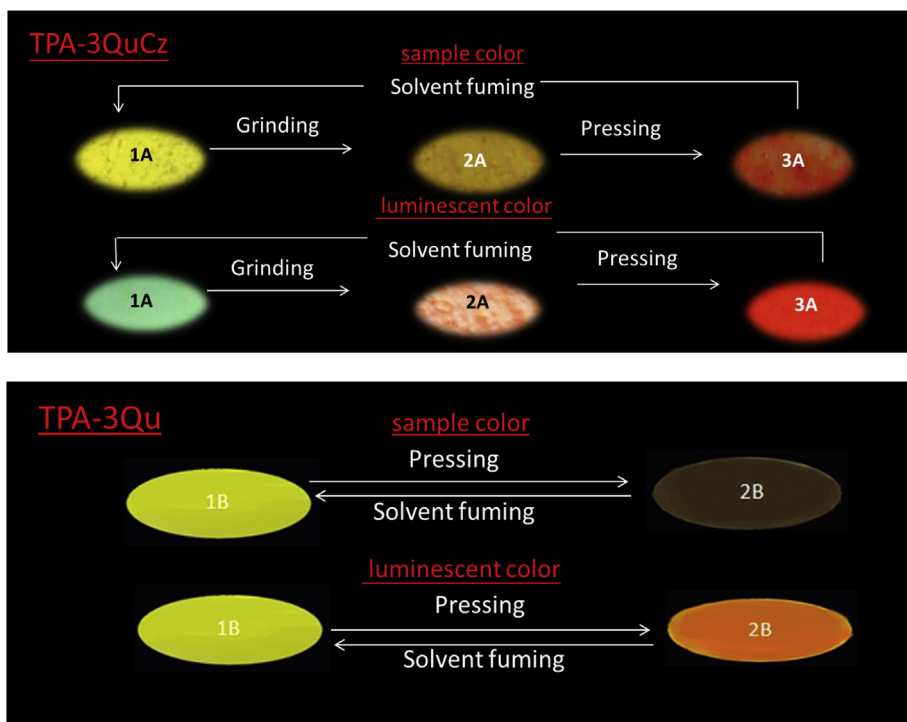 TPA-3QuCz
sample color
Solvent fuming
Grinding
Pressing
1A
2A
3A
luminescent color
Solvent fuming
Grinding
Pressing
1A
2A
3A
TPA-3Qu
sample color
Pressing
1B
2B
Solvent fuming
luminescent color
Pressing
1B
2B
Solvent fuming